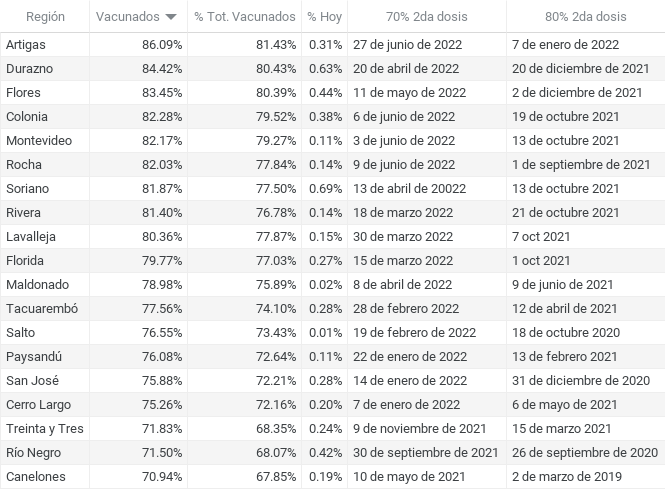 Región Vacunados % Tot. Vacunados % Hoy 70% 2da dosis 80% 2da dosis
Artigas 86.09% 81.43% 0.31% 27 de junio de 2022 7 de enero de 2022
Durazno 84.42% 80.43% 0.63% 20 de abril de 2022 20 de diciembre de 2021
Flores 83.45% 80.39% 0.44% 11 de mayo de 2022 2 de diciembre de 2021
Colonia 82.28% 79.52% 0.38% 6 de junio de 2022 19 de octubre 2021
Montevideo 82.17% 79.27% 0.11% 3 de junio de 2022 13 de octubre 2021
Rocha 82.03% 77.84% 0.14% 9 de junio de 2022 1 de septiembre de 2021
Soriano 81.87% 77.50% 0.69% 13 de abril de 20022 13 de octubre 2021
Rivera 81.40% 76.78% 0.14% 18 de marzo 2022 21 de octubre 2021
Lavalleja 80.36% 77.87% 0.15% 30 de marzo 2022 7 oct 2021
Florida 79.77% 77.03% 0.27% 15 de marzo 2022 1 oct 2021
Maldonado 78.98% 75.89% 0.02% 8 de abril de 2022 9 de junio de 2021
Tacuarembó 77.56% 74.10% 0.28% 28 de febrero 2022 12 de abril de 2021
Salto 76.55% 73.43% 0.01% 19 de febrero de 2022 18 de octubre 2020
Paysandú 76.08% 72.64% 0.11% 22 de enero de 2022 13 de febrero 2021
San José 75.88% 72.21% 0.28% 14 de enero de 2022 31 de diciembre de 2020
Cerro Largo 75.26% 72.16% 0.20% 7 de enero de 2022 6 de mayo de 2021
Treinta y Tres 71.83% 68.35% 0.24% 9 de noviembre de 2021 15 de marzo 2021
Río Negro 71.50% 68.07% 0.42% 30 de septiembre de 2021 26 de septiembre de 2020
Canelones 70.94% 67.85% 0.19% 10 de mayo de 2021 2 de marzo de 2019